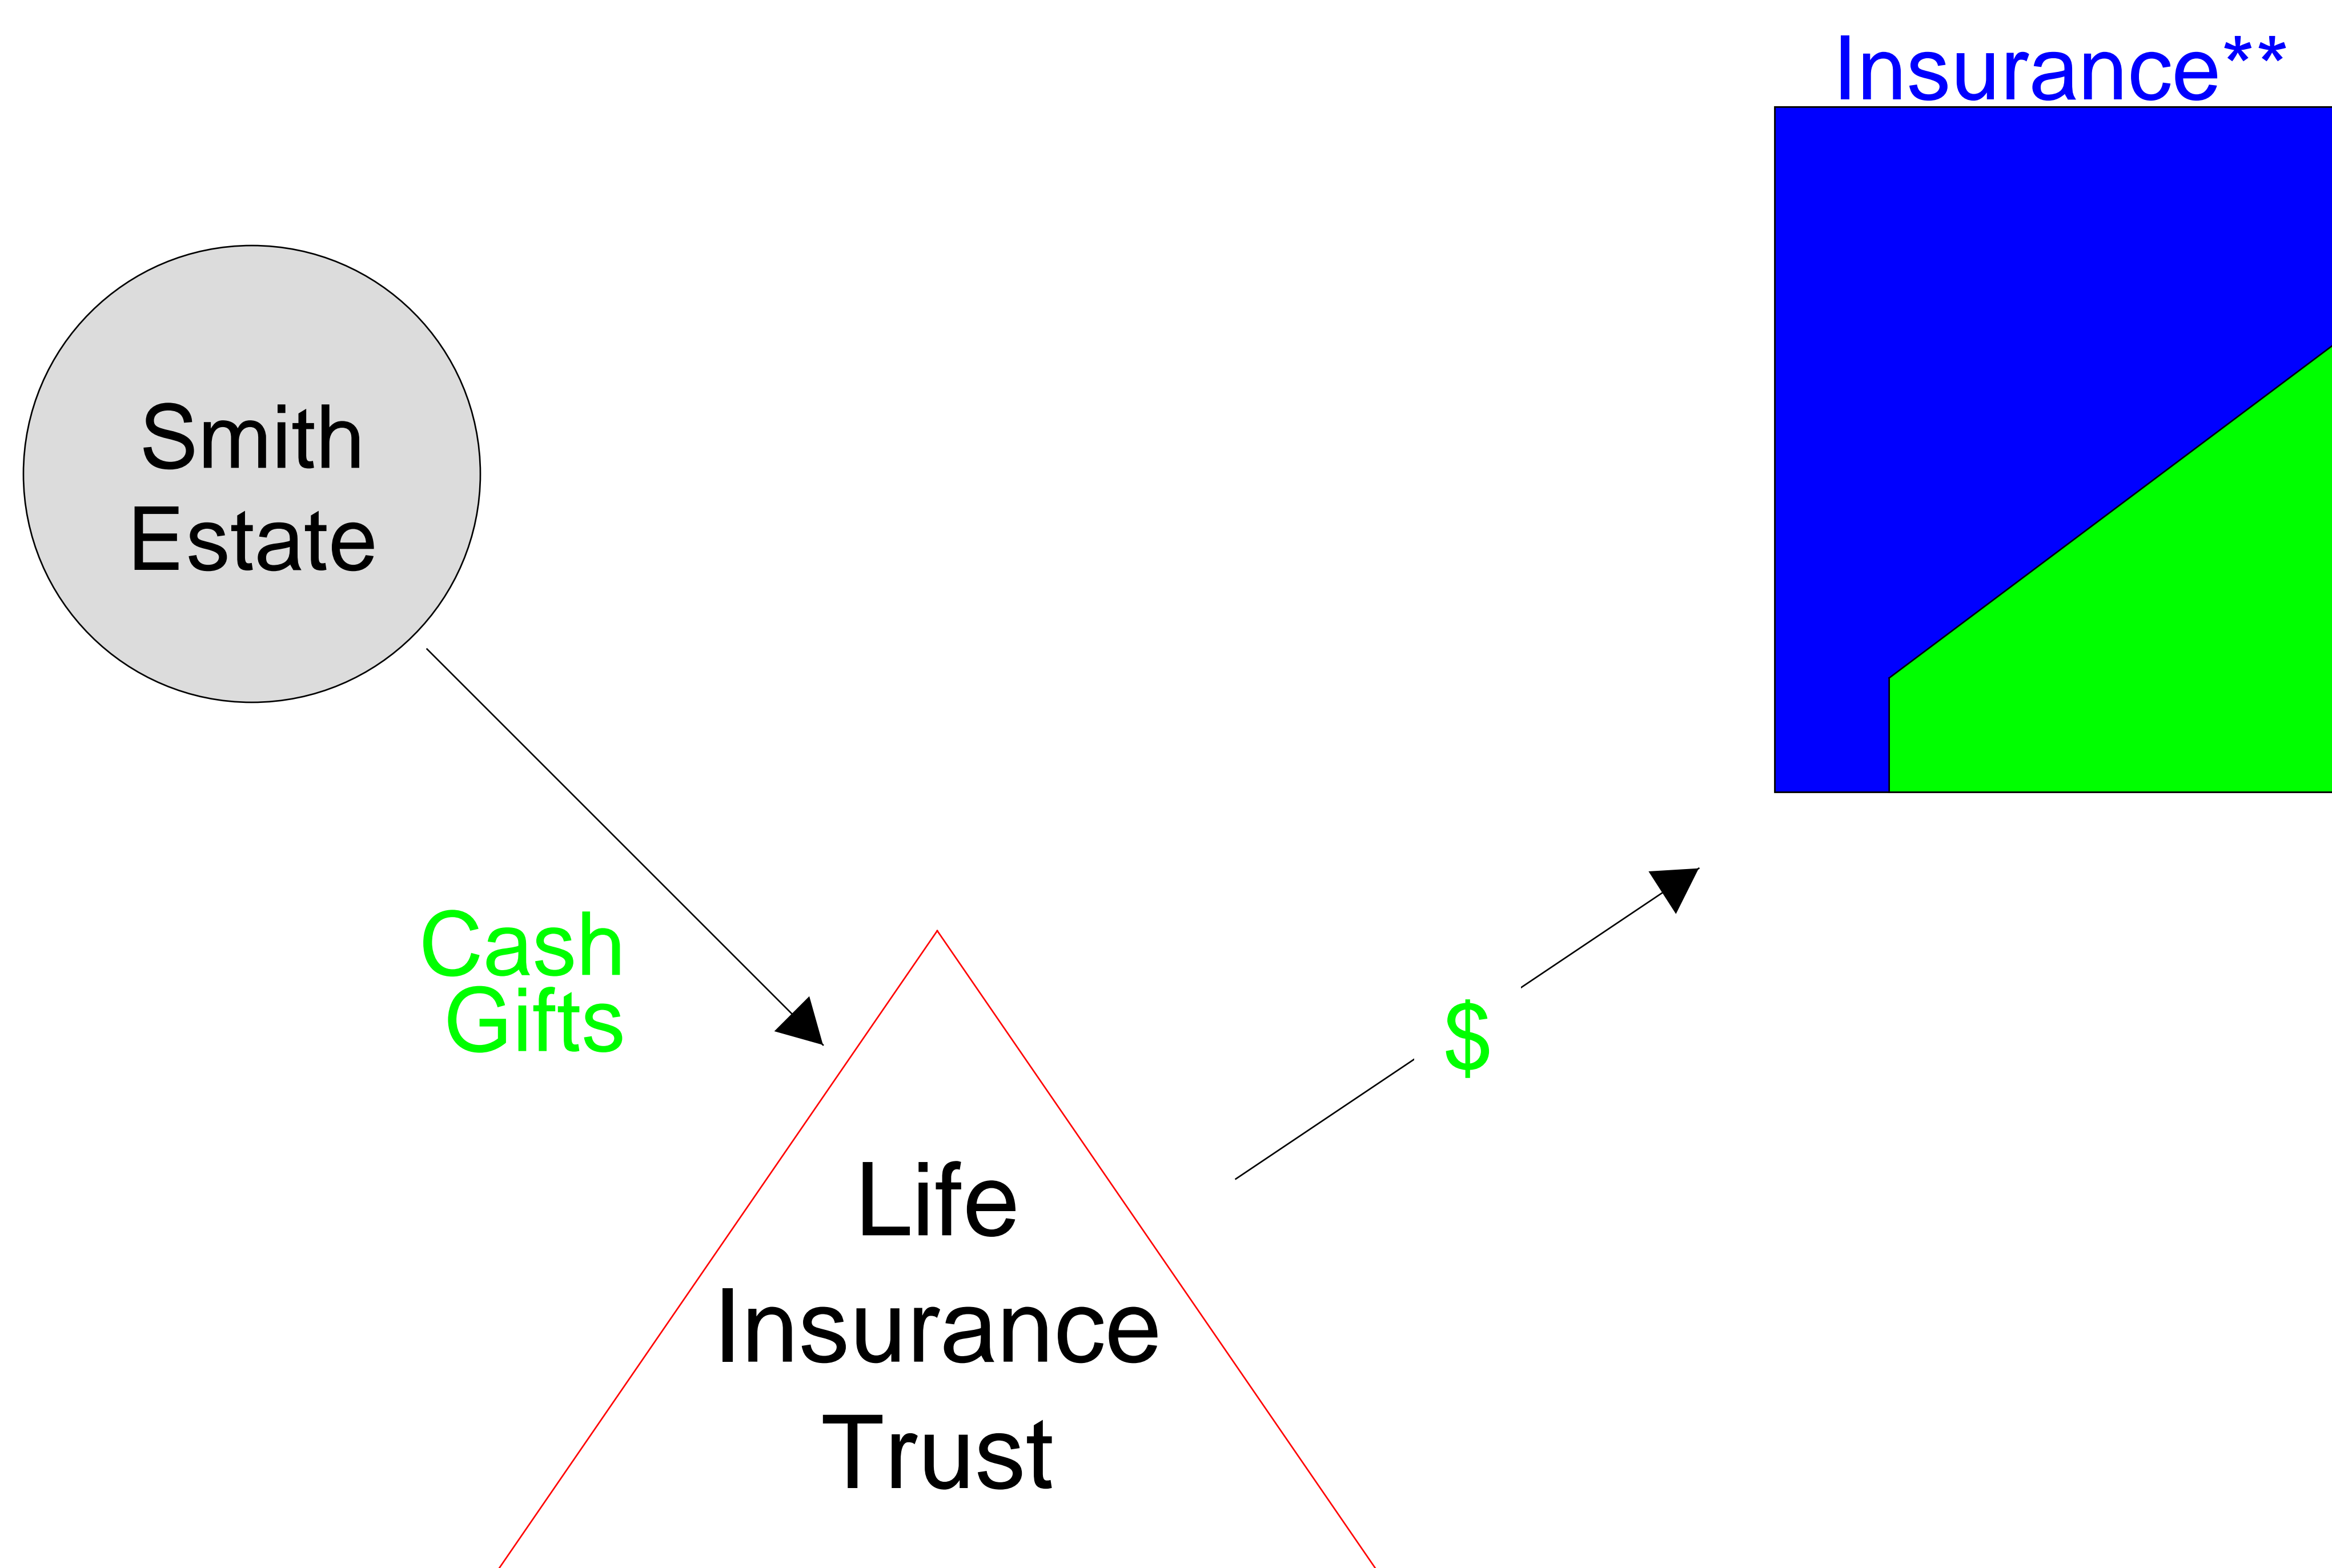 Insurance**
Smith
Estate
Cash
Gifts
$
Life
Insurance
Trust